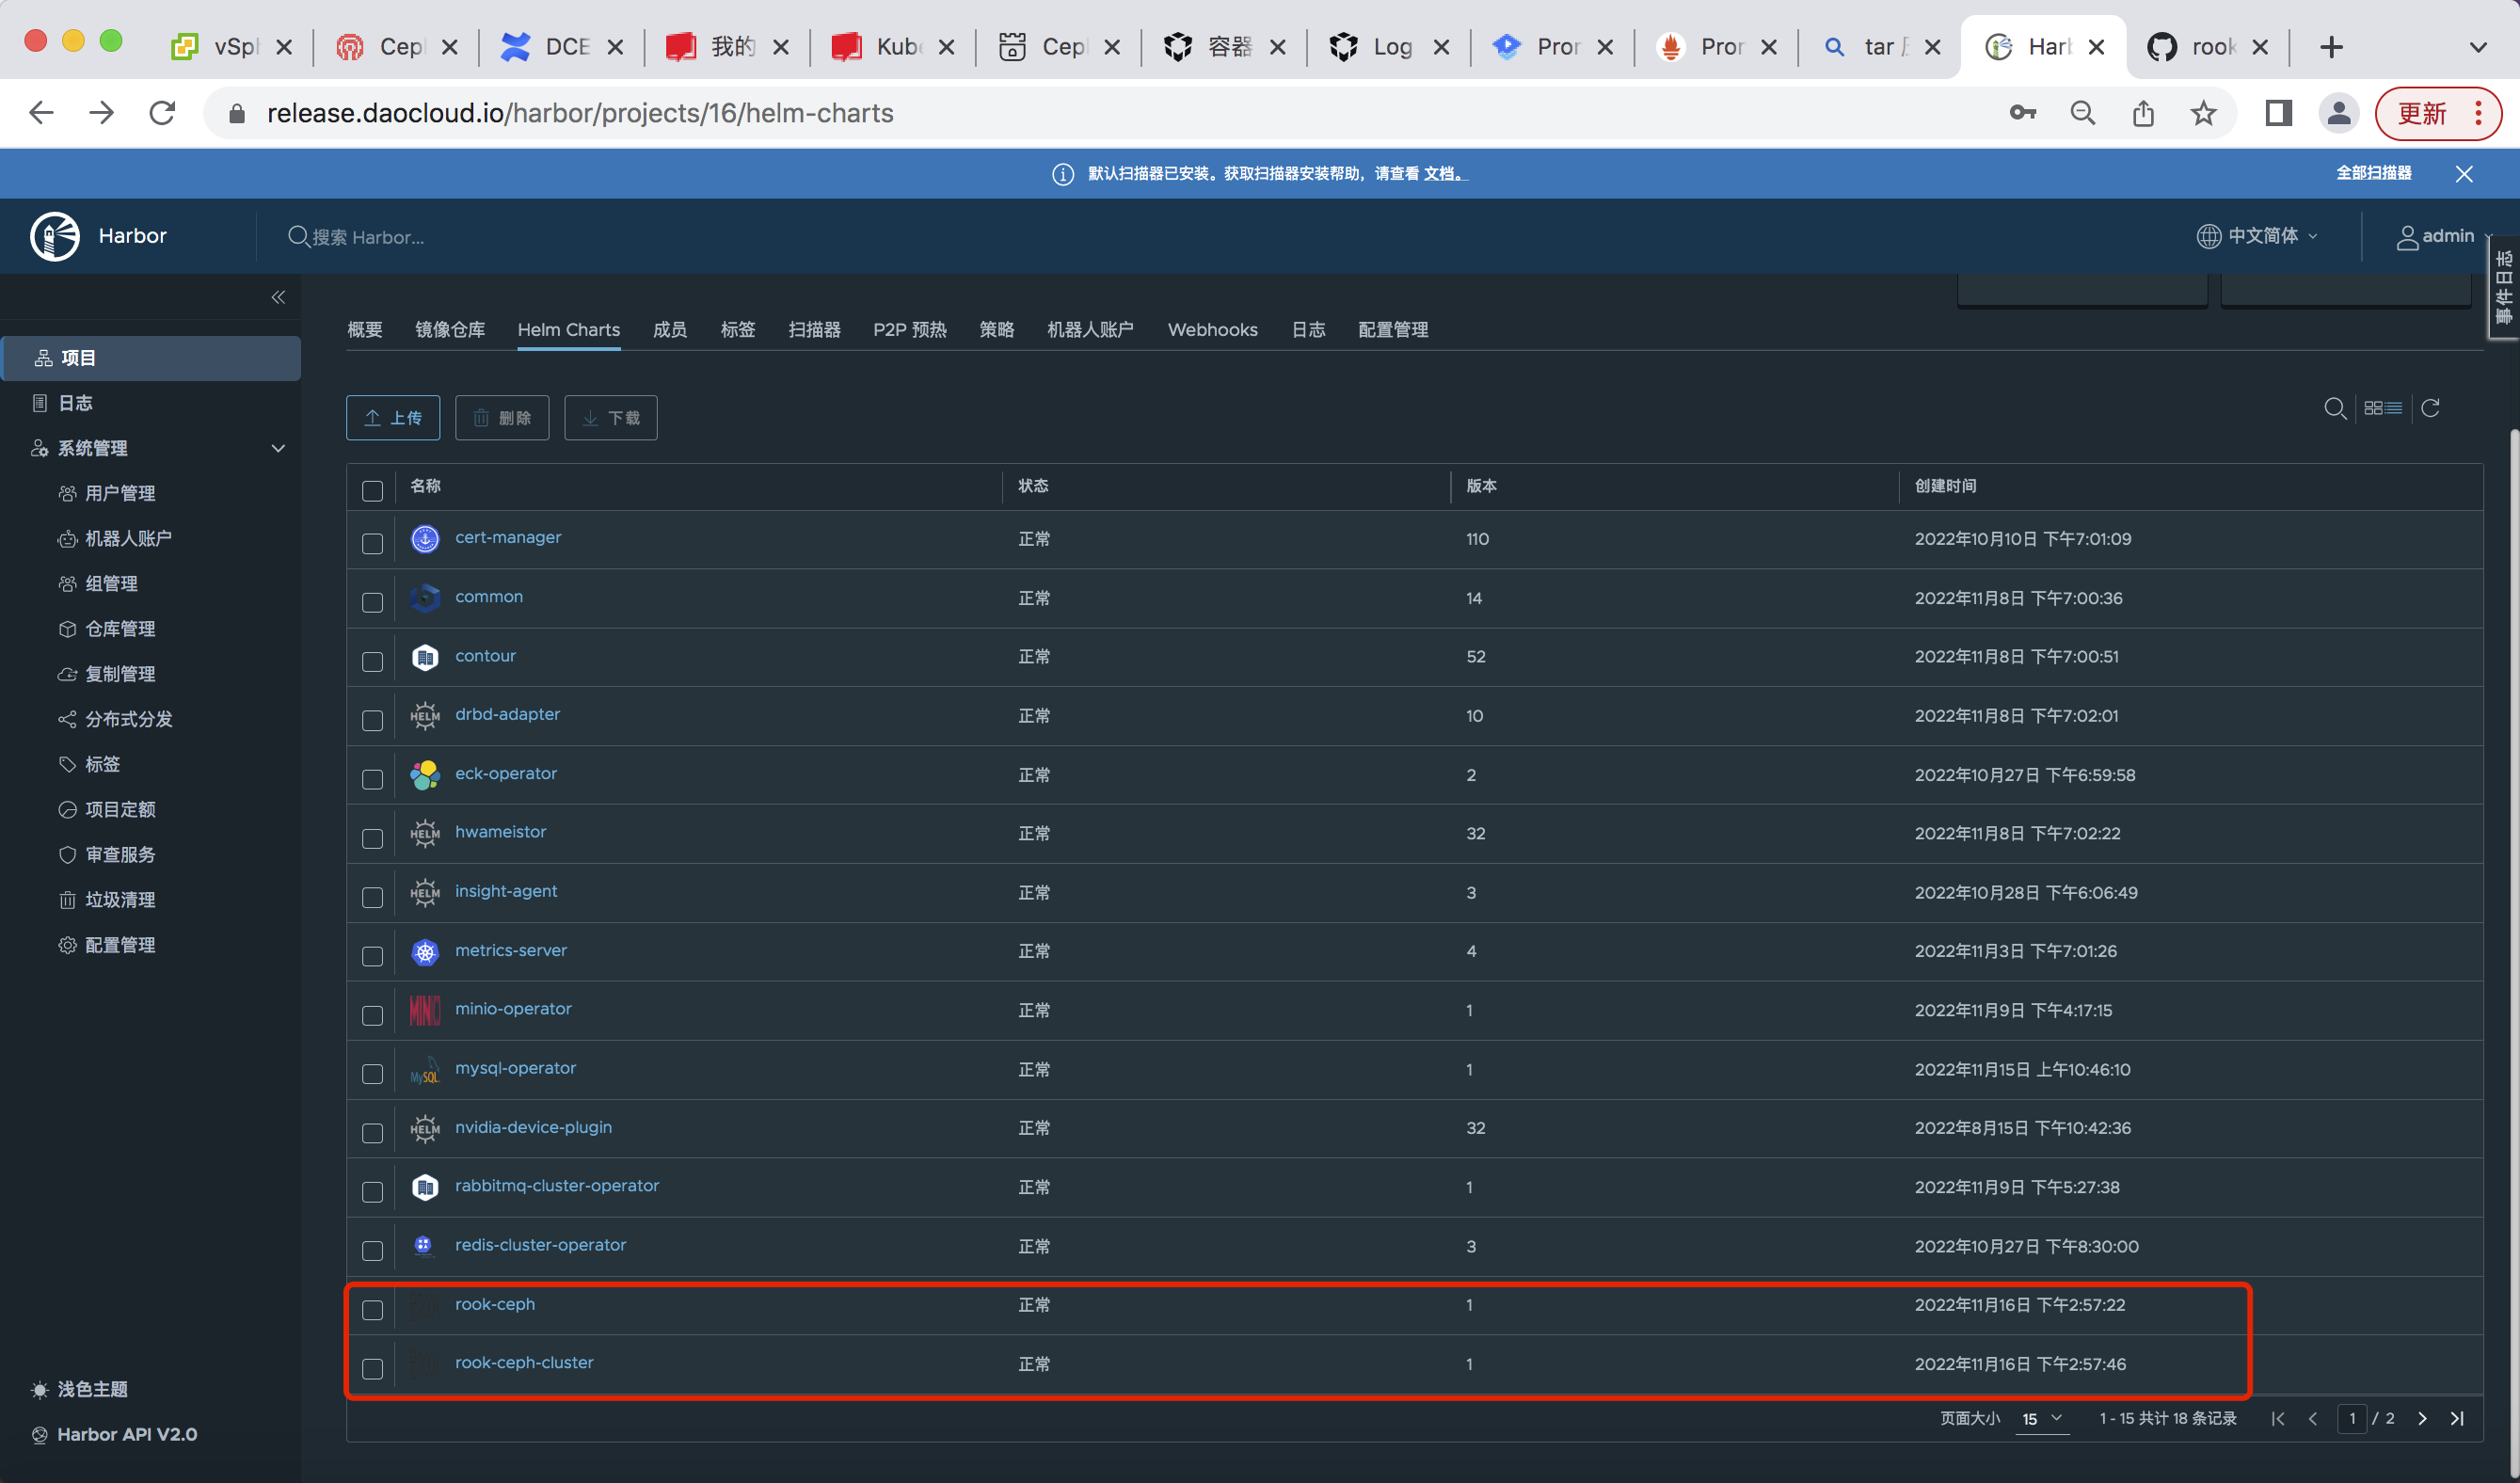 vSph
Cepl
DCE
我的
Kube
Cepl
容器
Log
Pror
Pror
tar
Harb
rook
release.daocloud.io/harbor/projects/16/helm-charts
更新
默认扫描器已安装。获取扫描器安装帮助，请查看 文档。
全部扫描器
Harbor
搜索 Harbor...
中文简体
admin
事件日志
概要 镜像仓库 Helm Charts 成员 标签 扫描器 P2P 预热 策略 机器人账户 Webhooks 日志 配置管理
项目
日志
系统管理
用户管理
机器人账户
组管理
仓库管理
复制管理
分布式分发
标签
项目定额
审查服务
垃圾清理
配置管理
浅色主题
Harbor API V2.0
上传 删除 下载
名称 状态 版本 创建时间
cert-manager 正常 110 2022年10月10日 下午7:01:09
common 正常 14 2022年11月8日 下午7:00:36
contour 正常 52 2022年11月8日 下午7:00:51
HELM drbd-adapter 正常 10 2022年11月8日 下午7:02:01
eck-operator 正常 2 2022年10月27日 下午6:59:58
HELM hwameistor 正常 32 2022年11月8日 下午7:02:22
HELM insight-agent 正常 3 2022年10月28日 下午6:06:49
metrics-server 正常 4 2022年11月3日 下午7:01:26
MINIO minio-operator 正常 1 2022年11月9日 下午4:17:15
MySQL mysql-operator 正常 1 2022年11月15日 上午10:46:10
HELM nvidia-device-plugin 正常 32 2022年8月15日 下午10:42:36
rabbitmq-cluster-operator 正常 1 2022年11月9日 下午5:27:38
redis-cluster-operator 正常 3 2022年10月27日 下午8:30:00
rook-ceph 正常 1 2022年11月16日 下午2:57:22
rook-ceph-cluster 正常 1 2022年11月16日 下午2:57:46
页面大小 15 1 - 15 共计 18 条记录 1 / 2